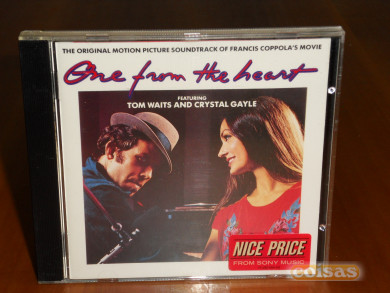 THE ORIGINAL MOTION PICTURE SOUNDTRACK OF FRANCIS COPPOLA'S MOVIE
One from the heart
FEATURING
TOM WAITS AND CRYSTAL GAYLE
NICE PRICE
FROM SONY MUSIC
coisas